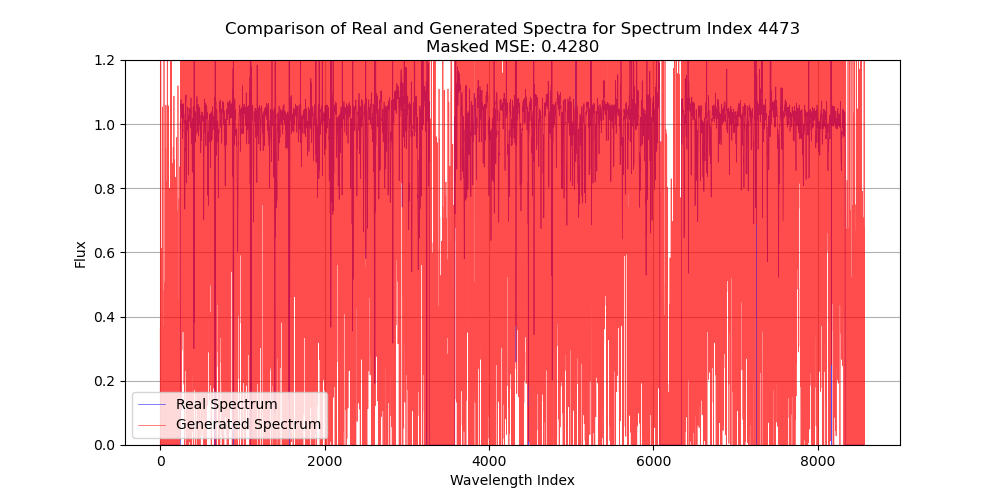 Comparison of Real and Generated Spectra for Spectrum Index 4473
Masked MSE: 0.4280
1.2
1.0
0.8
0.6
0.4
0.2
0.0
Flux
Real Spectrum
Generated Spectrum
0 2000 4000 6000 8000
Wavelength Index